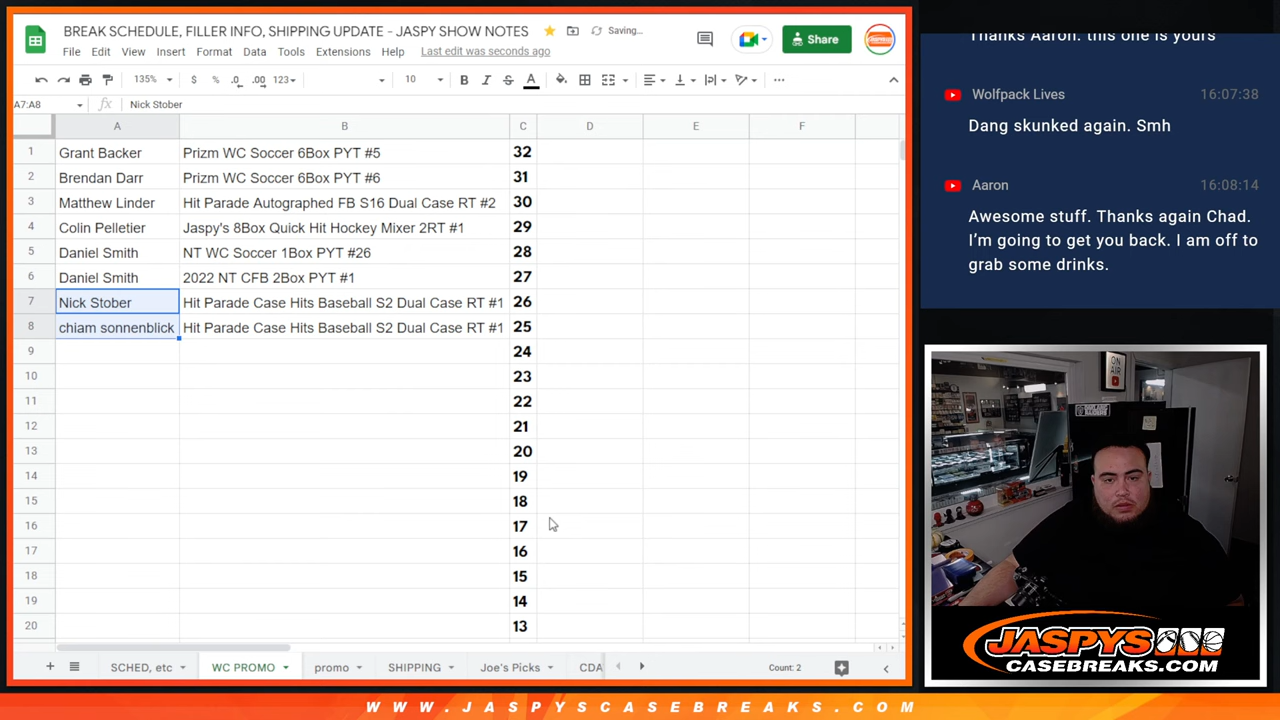 BREAK SCHEDULE, FILLER INFO, SHIPPING UPDATE - JASPY SHOW NOTES
Saving...
File Edit View Insert Format Data Tools Extensions Help Last edit was seconds ago
Share
135% $ % .0 .00 123 10 B I S A
A7:A8 fx Nick Stober
A B C D E F
1 Grant Backer Prizm WC Soccer 6Box PYT #5 32
2 Brendan Darr Prizm WC Soccer 6Box PYT #6 31
3 Matthew Linder Hit Parade Autographed FB S16 Dual Case RT #2 30
4 Colin Pelletier Jaspy's 8Box Quick Hit Hockey Mixer 2RT #1 29
5 Daniel Smith NT WC Soccer 1Box PYT #26 28
6 Daniel Smith 2022 NT CFB 2Box PYT #1 27
7 Nick Stober Hit Parade Case Hits Baseball S2 Dual Case RT #1 26
8 chiam sonnenblick Hit Parade Case Hits Baseball S2 Dual Case RT #1 25
9 24
10 23
11 22
12 21
13 20
14 19
15 18
16 17
17 16
18 15
19 14
20 13
SCHED, etc WC PROMO promo SHIPPING Joe's Picks CDA
Count: 2
Thanks Aaron. this one is yours
Wolfpack Lives 16:07:38
Dang skunked again. Smh
Aaron 16:08:14
Awesome stuff. Thanks again Chad.
I'm going to get you back. I am off to
grab some drinks.
ON
AIR
JASPYS
CASEBREAKS.COM
WWW.JASPYSCASEBREAKS.COM